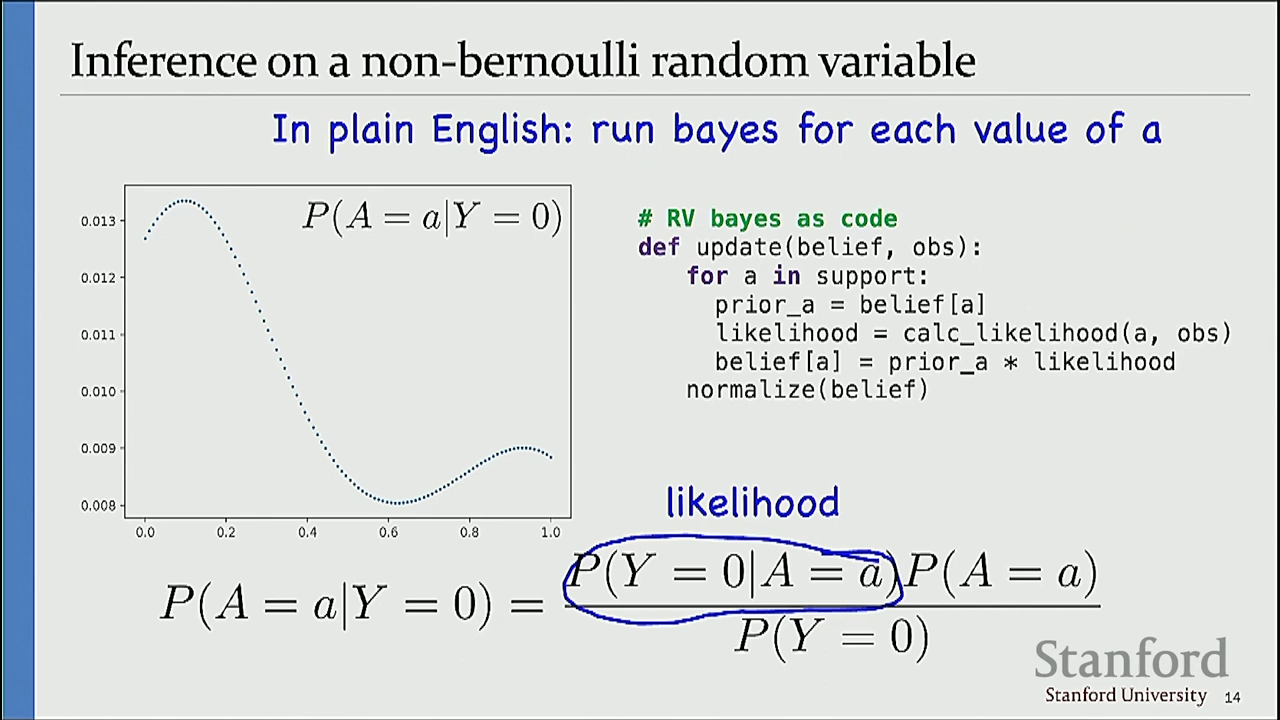 Inference on a non-bernoulli random variable
In plain English: run bayes for each value of a
P(A = a|Y = 0)
0.013
0.012
0.011
0.010
0.009
0.008
0.0 0.2 0.4 0.6 0.8 1.0
# RV bayes as code
def update(belief, obs):
for a in support:
prior_a = belief[a]
likelihood = calc_likelihood(a, obs)
belief[a] = prior_a * likelihood
normalize(belief)
likelihood
P(A = a|Y = 0) = P(Y = 0|A = a)P(A = a)
P(Y = 0)
Stanford
Stanford University 14